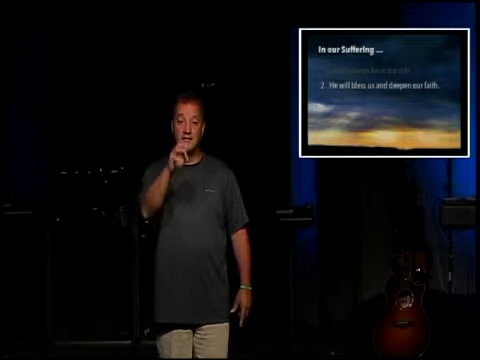 In our Suffering ...
2. He will bless us and deepen our faith.